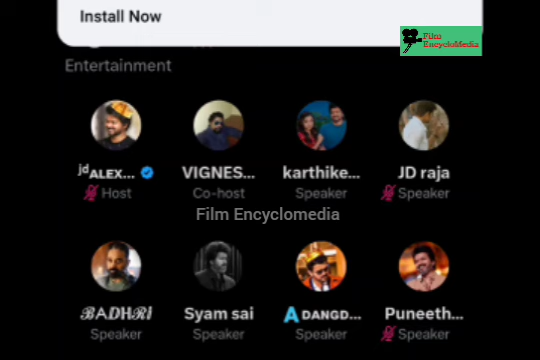 Install Now
Film
EncycloMedia
Entertainment
ʲᵈALEX... VIGNES... karthike... JD raja
Host Co-host Speaker Speaker
Film Encyclomedia
ℬADHRI Syam sai A DANGD... Puneeth...
Speaker Speaker Speaker Speaker